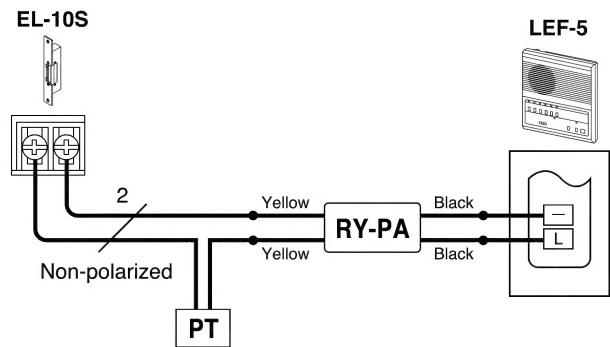 EL-10S
LEF-5
2
Yellow
Black
RY-PA
–
L
Yellow
Black
Non-polarized
PT